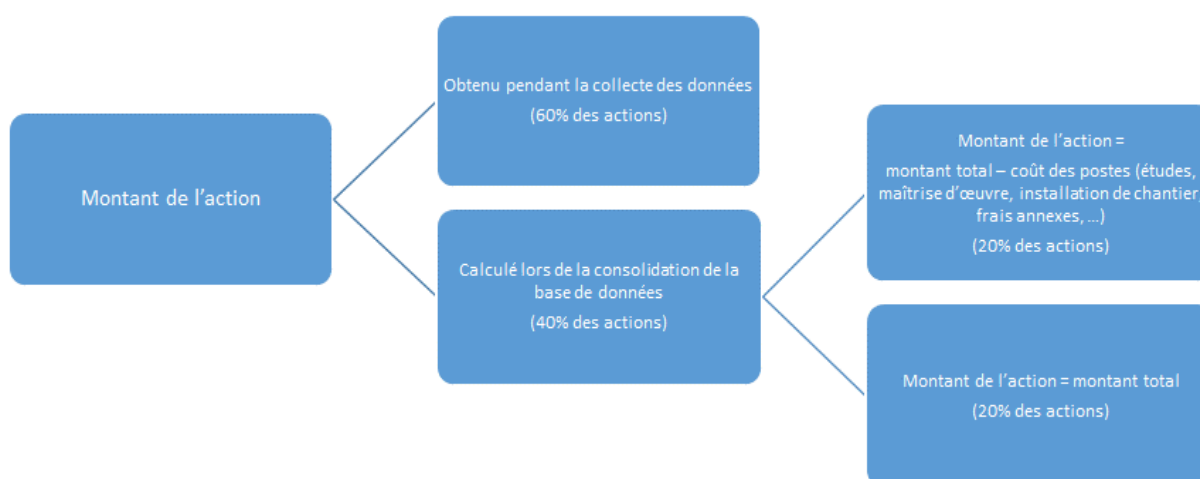 Montant de l’action
Obtenu pendant la collecte des données
(60% des actions)
Calculé lors de la consolidation de la
base de données
(40% des actions)
Montant de l’action =
montant total – coût des postes (études,
maîtrise d’œuvre, installation de chantier,
frais annexes, …)
(20% des actions)
Montant de l’action = montant total
(20% des actions)